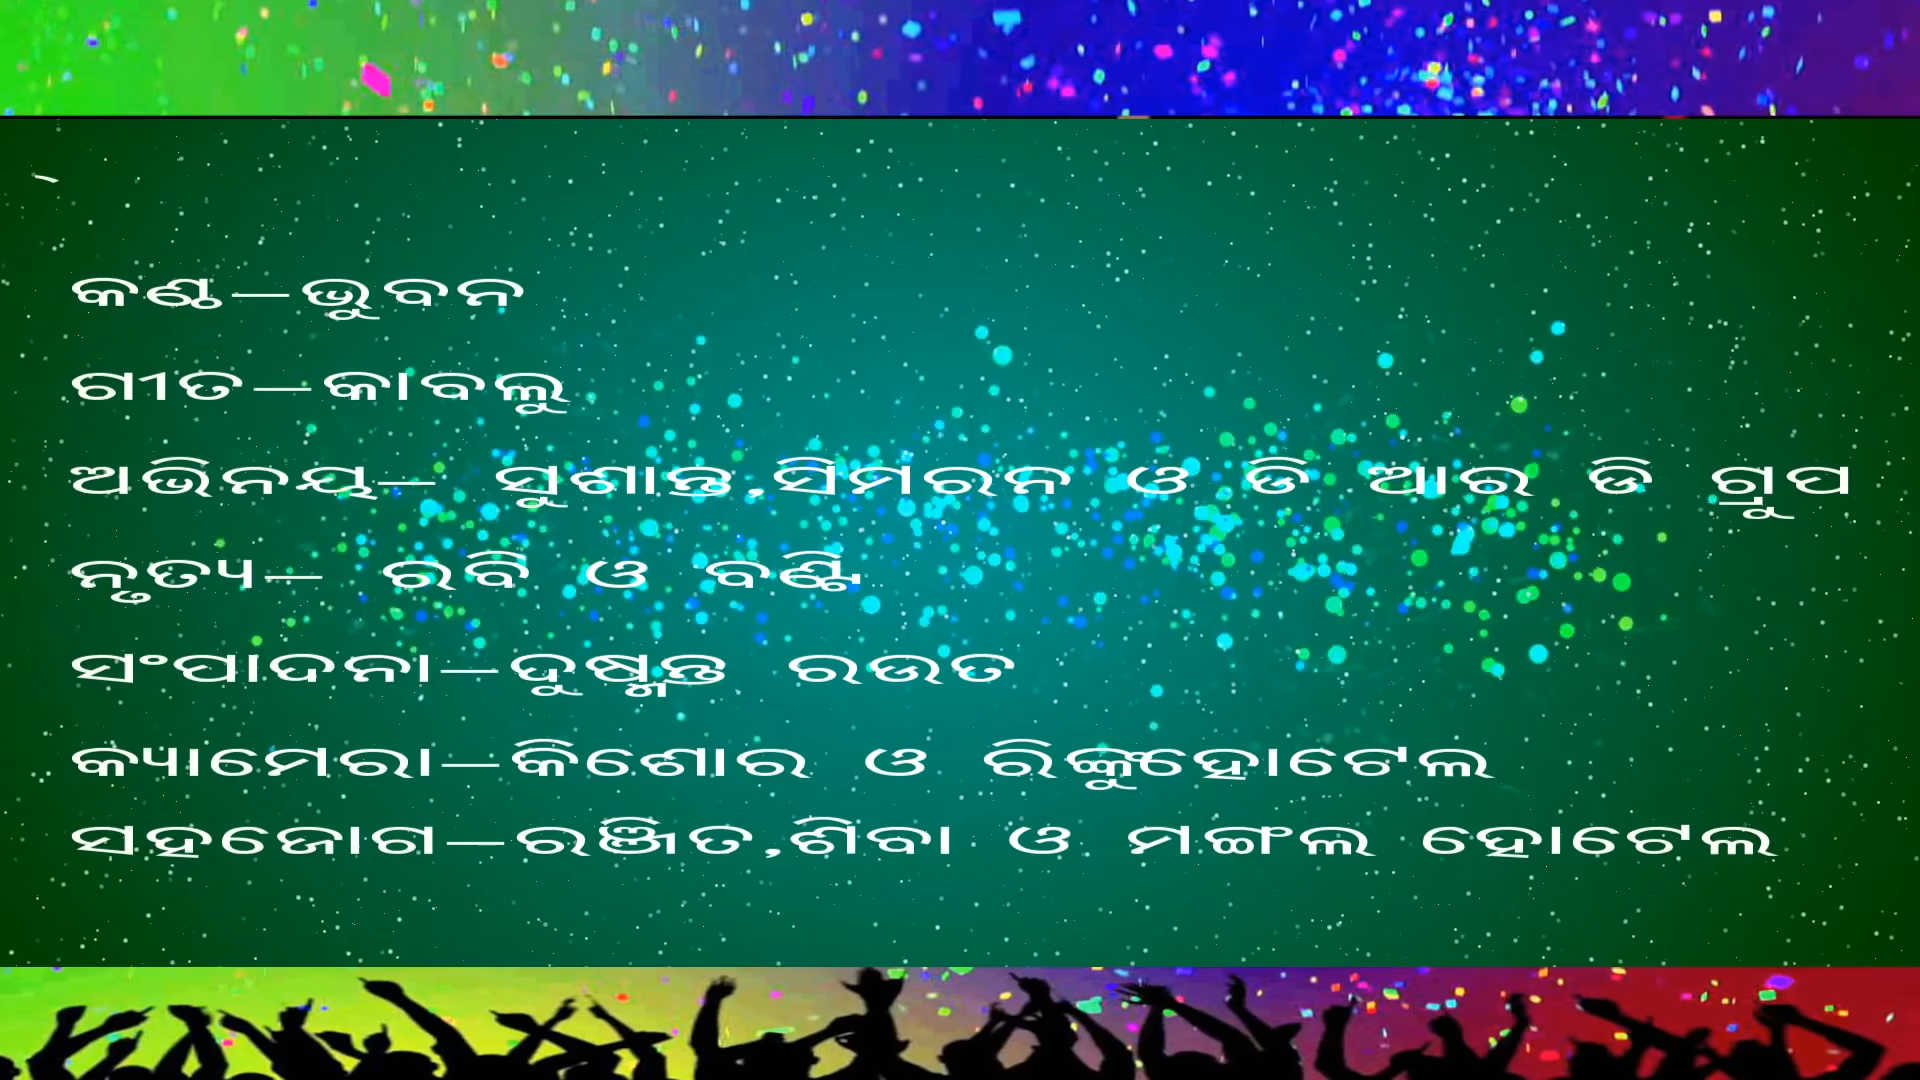 କଣ୍ଠ–ଭୁବନ
ଗୀତ–କାବଲୁ
ଅଭିନୟ– ସୁଶାନ୍ତ,ସିମରନ ଓ ଡି ଆର ଡି ଗ୍ରୁପ
ନୃତ୍ୟ– ରବି ଓ ବଣ୍ଟି
ସଂପାଦନା–ଦୁଷ୍ମନ୍ତ ରଉତ
କ୍ୟାମେରା–କିଶୋର ଓ ରିଙ୍କୁହୋଟେଲ
ସହଜୋଗ–ରଞ୍ଜିତ,ଶିବା ଓ ମଙ୍ଗଲ ହୋଟେଲ